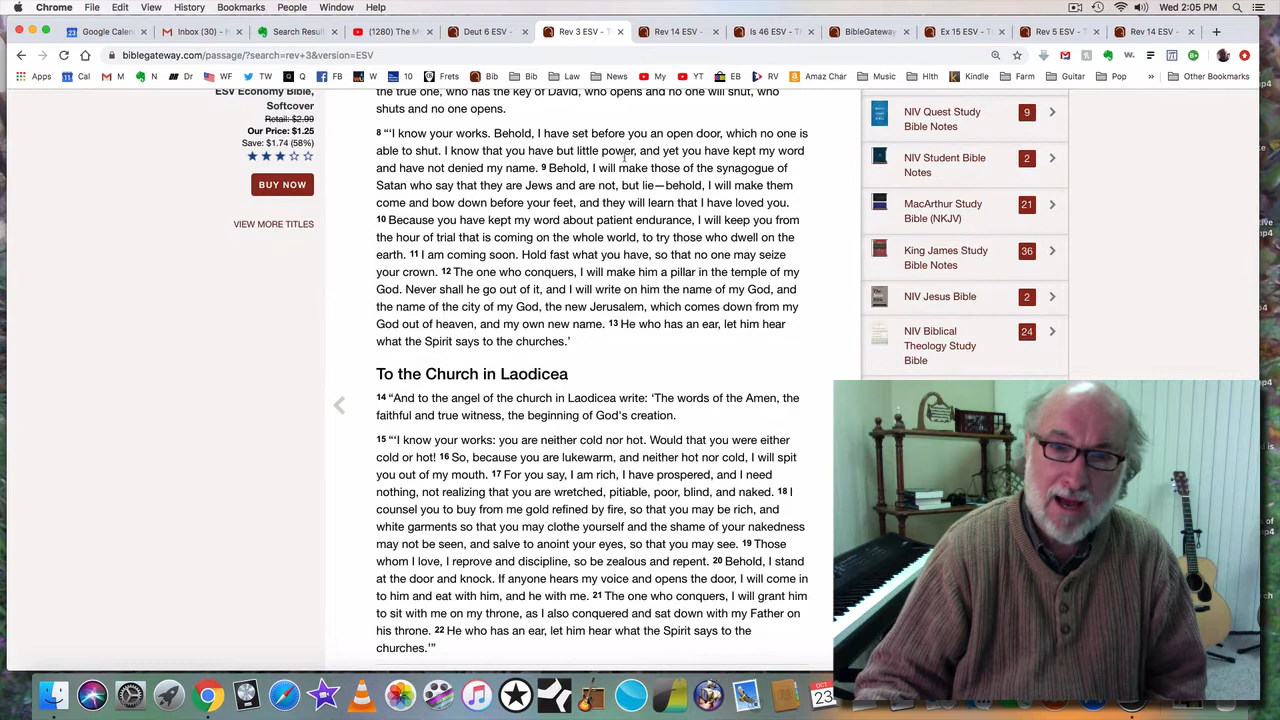 Chrome File Edit View History Bookmarks People Window Help Wed 2:05 PM
Google Calen Inbox (30) Search Result (1280) The M Deut 6 ESV - Rev 3 ESV - T Rev 14 ESV Is 46 ESV - T BibleGateway Ex 15 ESV - T Rev 5 ESV - T Rev 14 ESV -
biblegateway.com/passage/?search=rev+3&version=ESV
Apps Cal M N Dr WF TW Q FB W 10 Frets Bib Bib Law News My YT EB RV Amaz Char Music Hlth Kindle Farm Guitar Pop Other Bookmarks
ESV Economy Bible,
Softcover
Retail: $2.99
Our Price: $1.25
Save: $1.74 (58%)
BUY NOW
VIEW MORE TITLES
the true one, who has the key of David, who opens and no one will shut, who
shuts and no one opens.
8 “‘I know your works. Behold, I have set before you an open door, which no one is
able to shut. I know that you have but little power, and yet you have kept my word
and have not denied my name. 9 Behold, I will make those of the synagogue of
Satan who say that they are Jews and are not, but lie—behold, I will make them
come and bow down before your feet, and they will learn that I have loved you.
10 Because you have kept my word about patient endurance, I will keep you from
the hour of trial that is coming on the whole world, to try those who dwell on the
earth. 11 I am coming soon. Hold fast what you have, so that no one may seize
your crown. 12 The one who conquers, I will make him a pillar in the temple of my
God. Never shall he go out of it, and I will write on him the name of my God, and
the name of the city of my God, the new Jerusalem, which comes down from my
God out of heaven, and my own new name. 13 He who has an ear, let him hear
what the Spirit says to the churches.’
To the Church in Laodicea
14 “And to the angel of the church in Laodicea write: ‘The words of the Amen, the
faithful and true witness, the beginning of God's creation.
15 “‘I know your works: you are neither cold nor hot. Would that you were either
cold or hot! 16 So, because you are lukewarm, and neither hot nor cold, I will spit
you out of my mouth. 17 For you say, I am rich, I have prospered, and I need
nothing, not realizing that you are wretched, pitiable, poor, blind, and naked. 18 I
counsel you to buy from me gold refined by fire, so that you may be rich, and
white garments so that you may clothe yourself and the shame of your nakedness
may not be seen, and salve to anoint your eyes, so that you may see. 19 Those
whom I love, I reprove and discipline, so be zealous and repent. 20 Behold, I stand
at the door and knock. If anyone hears my voice and opens the door, I will come in
to him and eat with him, and he with me. 21 The one who conquers, I will grant him
to sit with me on my throne, as I also conquered and sat down with my Father on
his throne. 22 He who has an ear, let him hear what the Spirit says to the
churches.’”
NIV Quest Study
Bible Notes
9
NIV Student Bible
Notes
2
MacArthur Study
Bible (NKJV)
21
King James Study
Bible Notes
36
NIV Jesus Bible
2
NIV Biblical
Theology Study
Bible
24
OCT
23